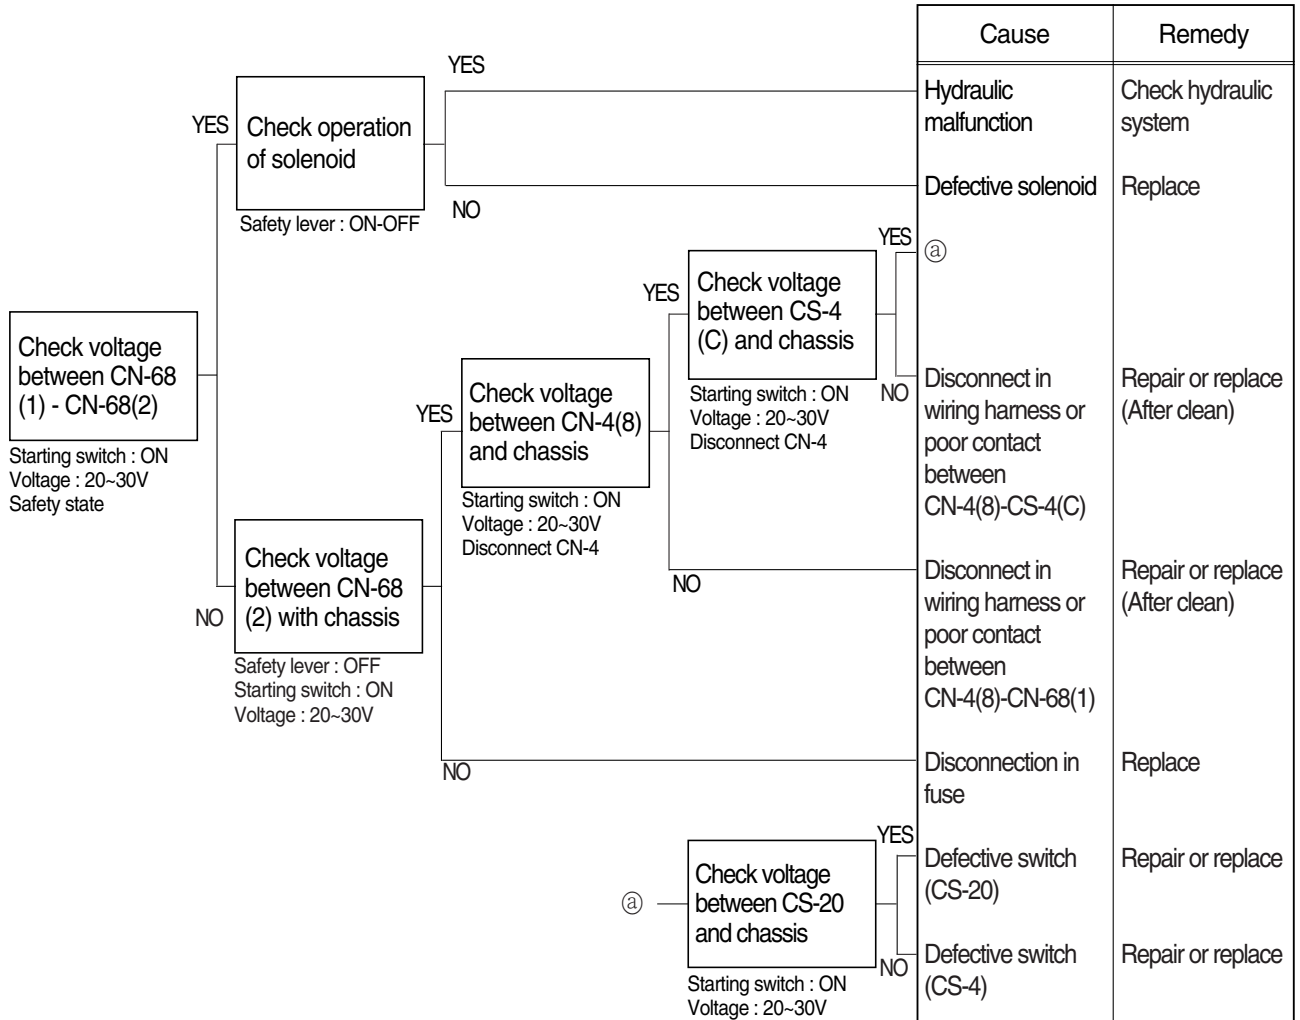 Cause
Remedy
YES
Hydraulic
malfunction
Check hydraulic
system
YES
Check operation
of solenoid
Safety lever : ON-OFF
NO
Defective solenoid
Replace
YES
ⓐ
YES
Check voltage
between CS-4
(C) and chassis
Starting switch : ON
Voltage : 20~30V
Disconnect CN-4
NO
Disconnect in
wiring harness or
poor contact
between
CN-4(8)-CS-4(C)
Repair or replace
(After clean)
Check voltage
between CN-68
(1) - CN-68(2)
Starting switch : ON
Voltage : 20~30V
Safety state
YES
Check voltage
between CN-4(8)
and chassis
Starting switch : ON
Voltage : 20~30V
Disconnect CN-4
NO
Disconnect in
wiring harness or
poor contact
between
CN-4(8)-CN-68(1)
Repair or replace
(After clean)
NO
Check voltage
between CN-68
(2) with chassis
Safety lever : OFF
Starting switch : ON
Voltage : 20~30V
NO
Disconnection in
fuse
Replace
ⓐ
Check voltage
between CS-20
and chassis
Starting switch : ON
Voltage : 20~30V
YES
Defective switch
(CS-20)
Repair or replace
NO
Defective switch
(CS-4)
Repair or replace